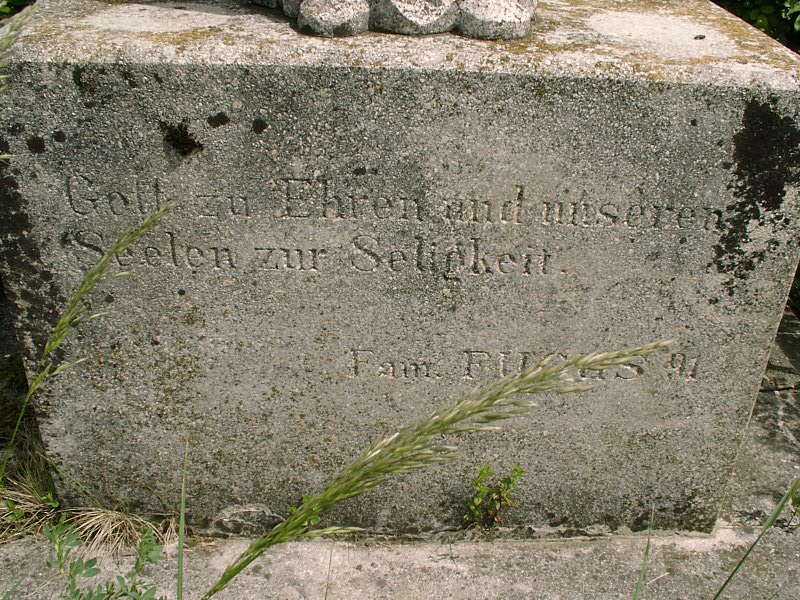 Gott zu Ehren und unseren
Seelen zur Seligkeit.
Fam. FUCHS 91